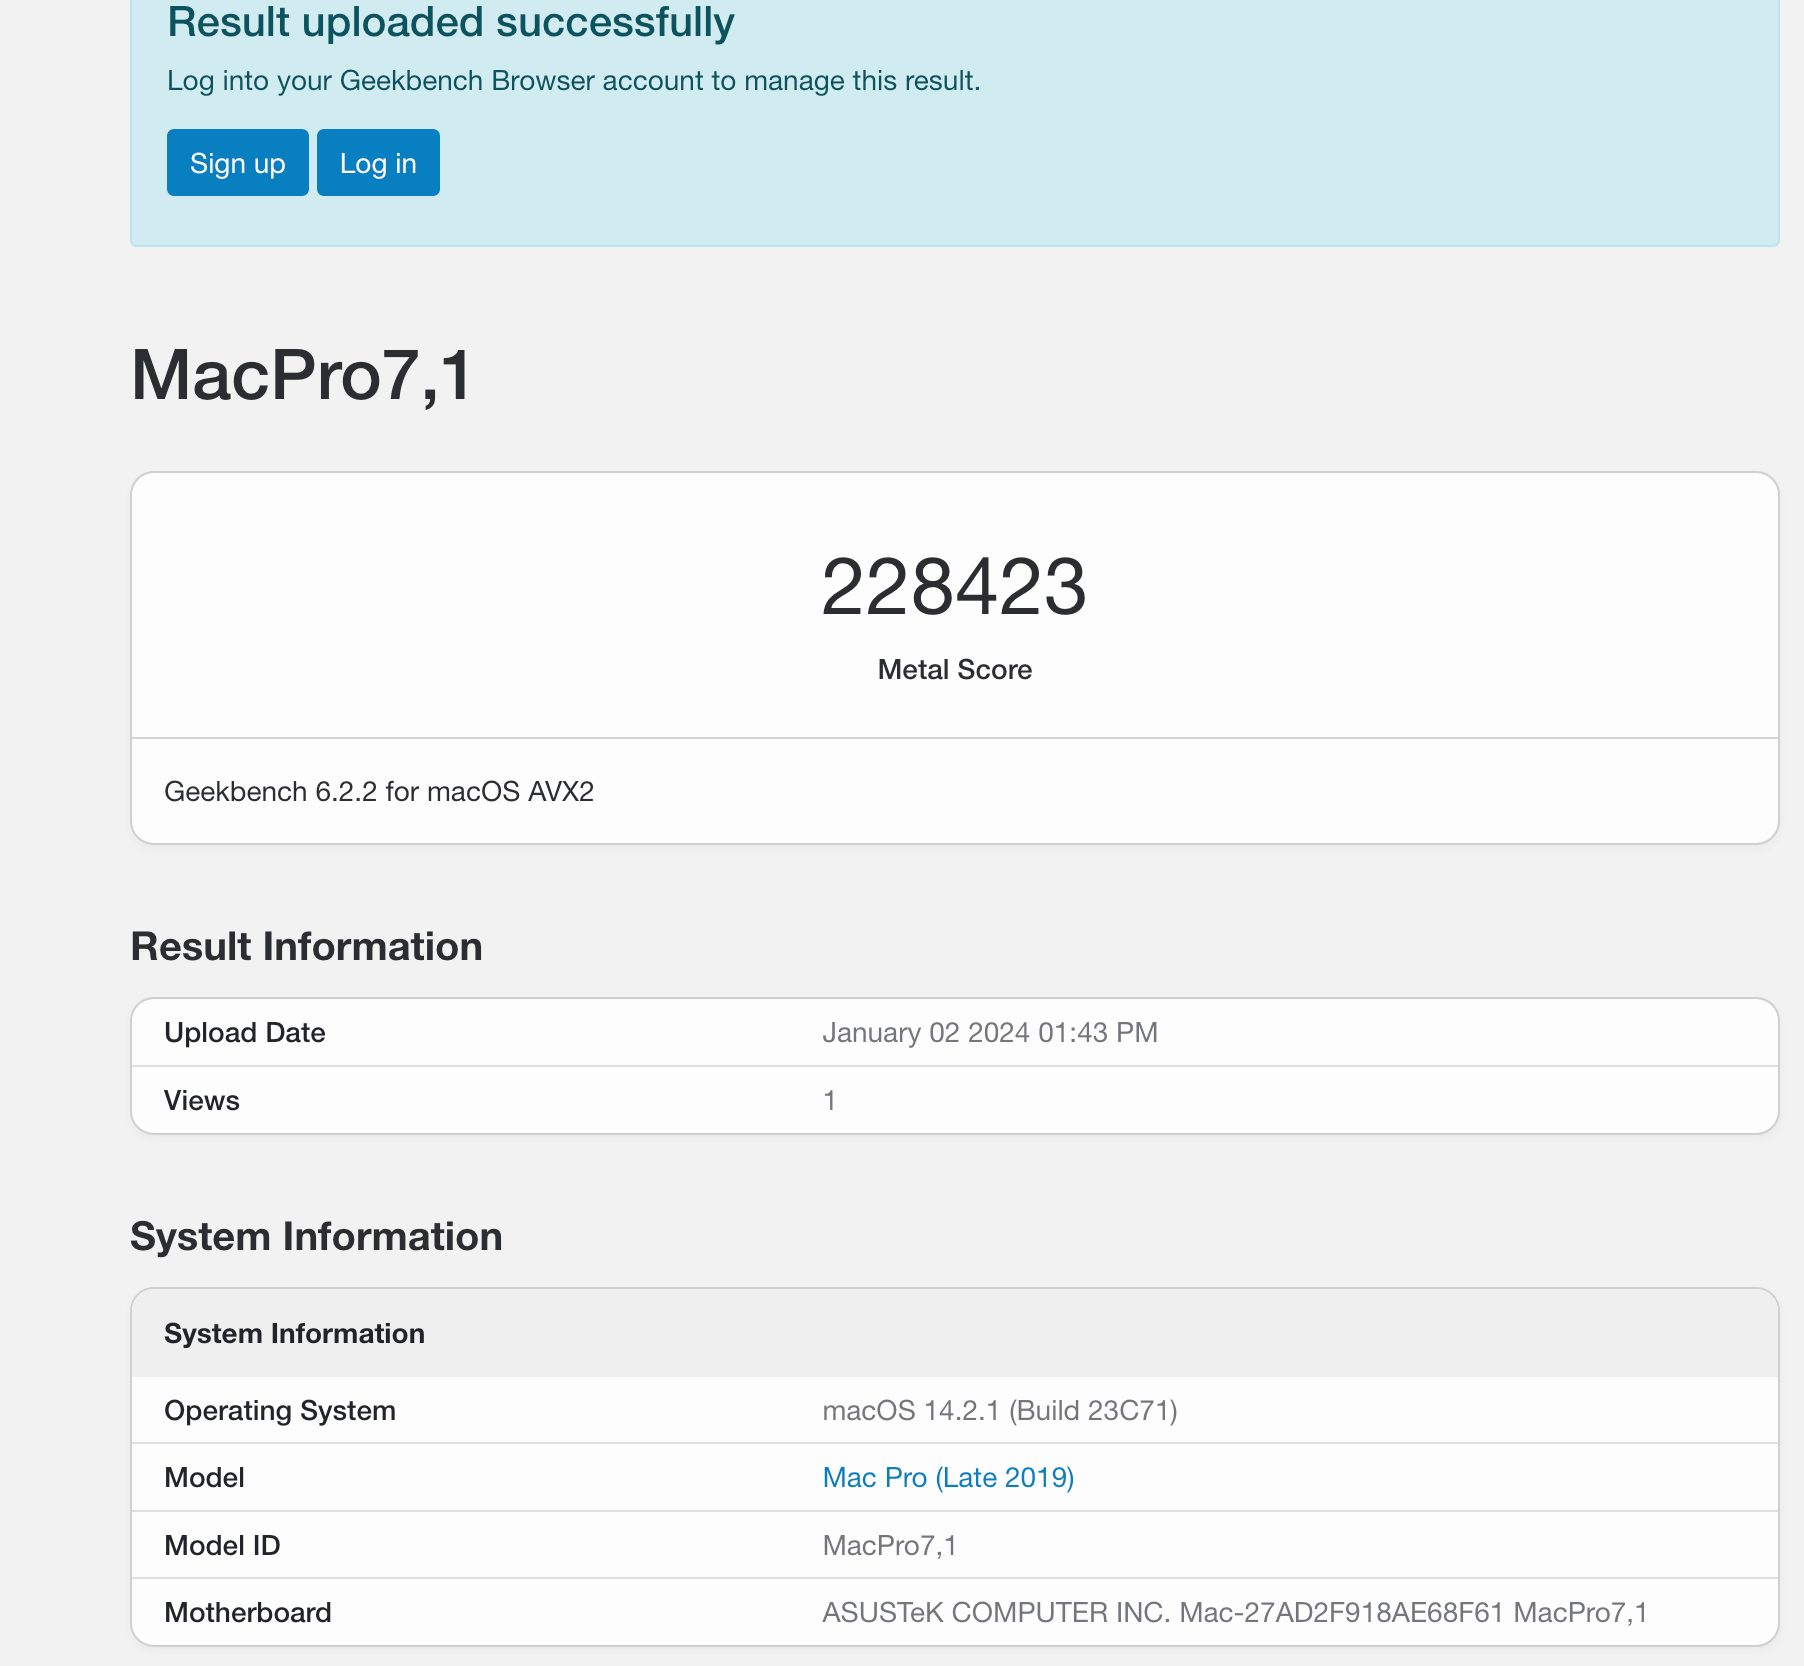 Result uploaded successfully
Log into your Geekbench Browser account to manage this result.
Sign up Log in
MacPro7,1
228423
Metal Score
Geekbench 6.2.2 for macOS AVX2
Result Information
Upload Date January 02 2024 01:43 PM
Views 1
System Information
System Information
Operating System macOS 14.2.1 (Build 23C71)
Model Mac Pro (Late 2019)
Model ID MacPro7,1
Motherboard ASUSTeK COMPUTER INC. Mac-27AD2F918AE68F61 MacPro7,1